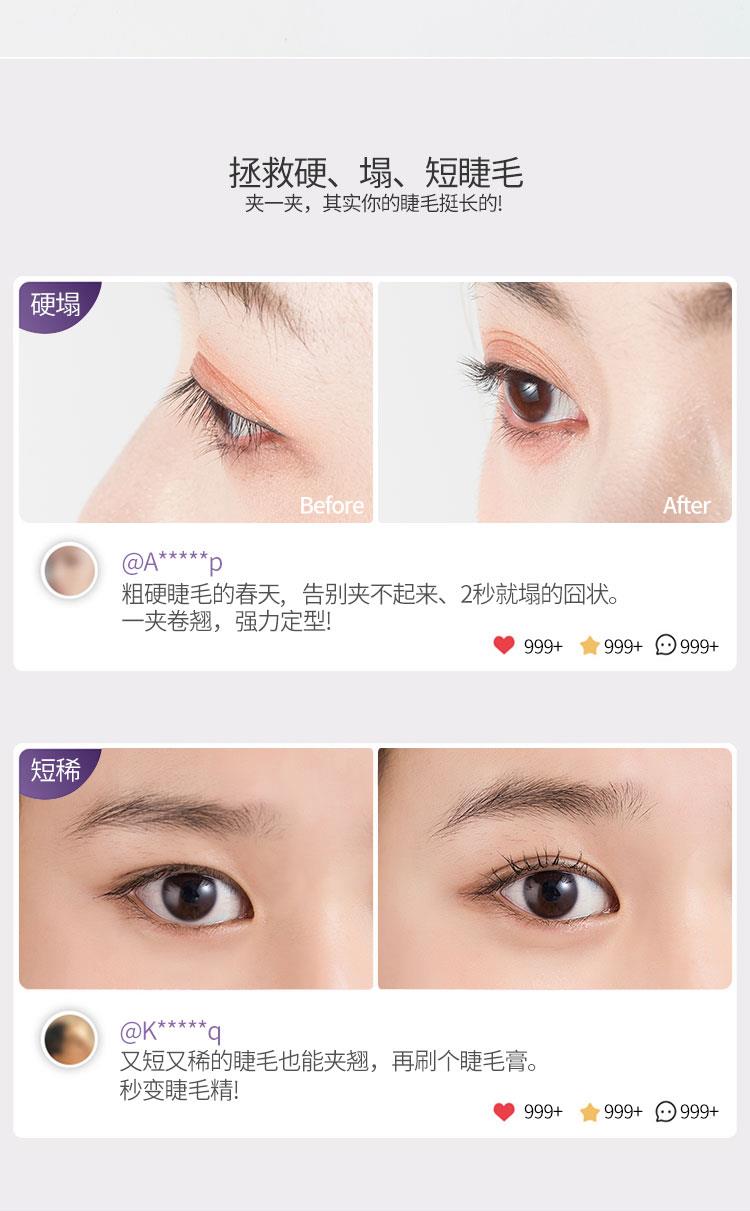 拯救硬、塌、短睫毛
夹一夹，其实你的睫毛挺长的!
硬塌
Before
After
@A*****p
粗硬睫毛的春天，告别夹不起来、2秒就塌的囧状。
一夹卷翘，强力定型!
999+ 999+ 999+
短稀
@K*****q
又短又稀的睫毛也能夹翘，再刷个睫毛膏。
秒变睫毛精!
999+ 999+ 999+